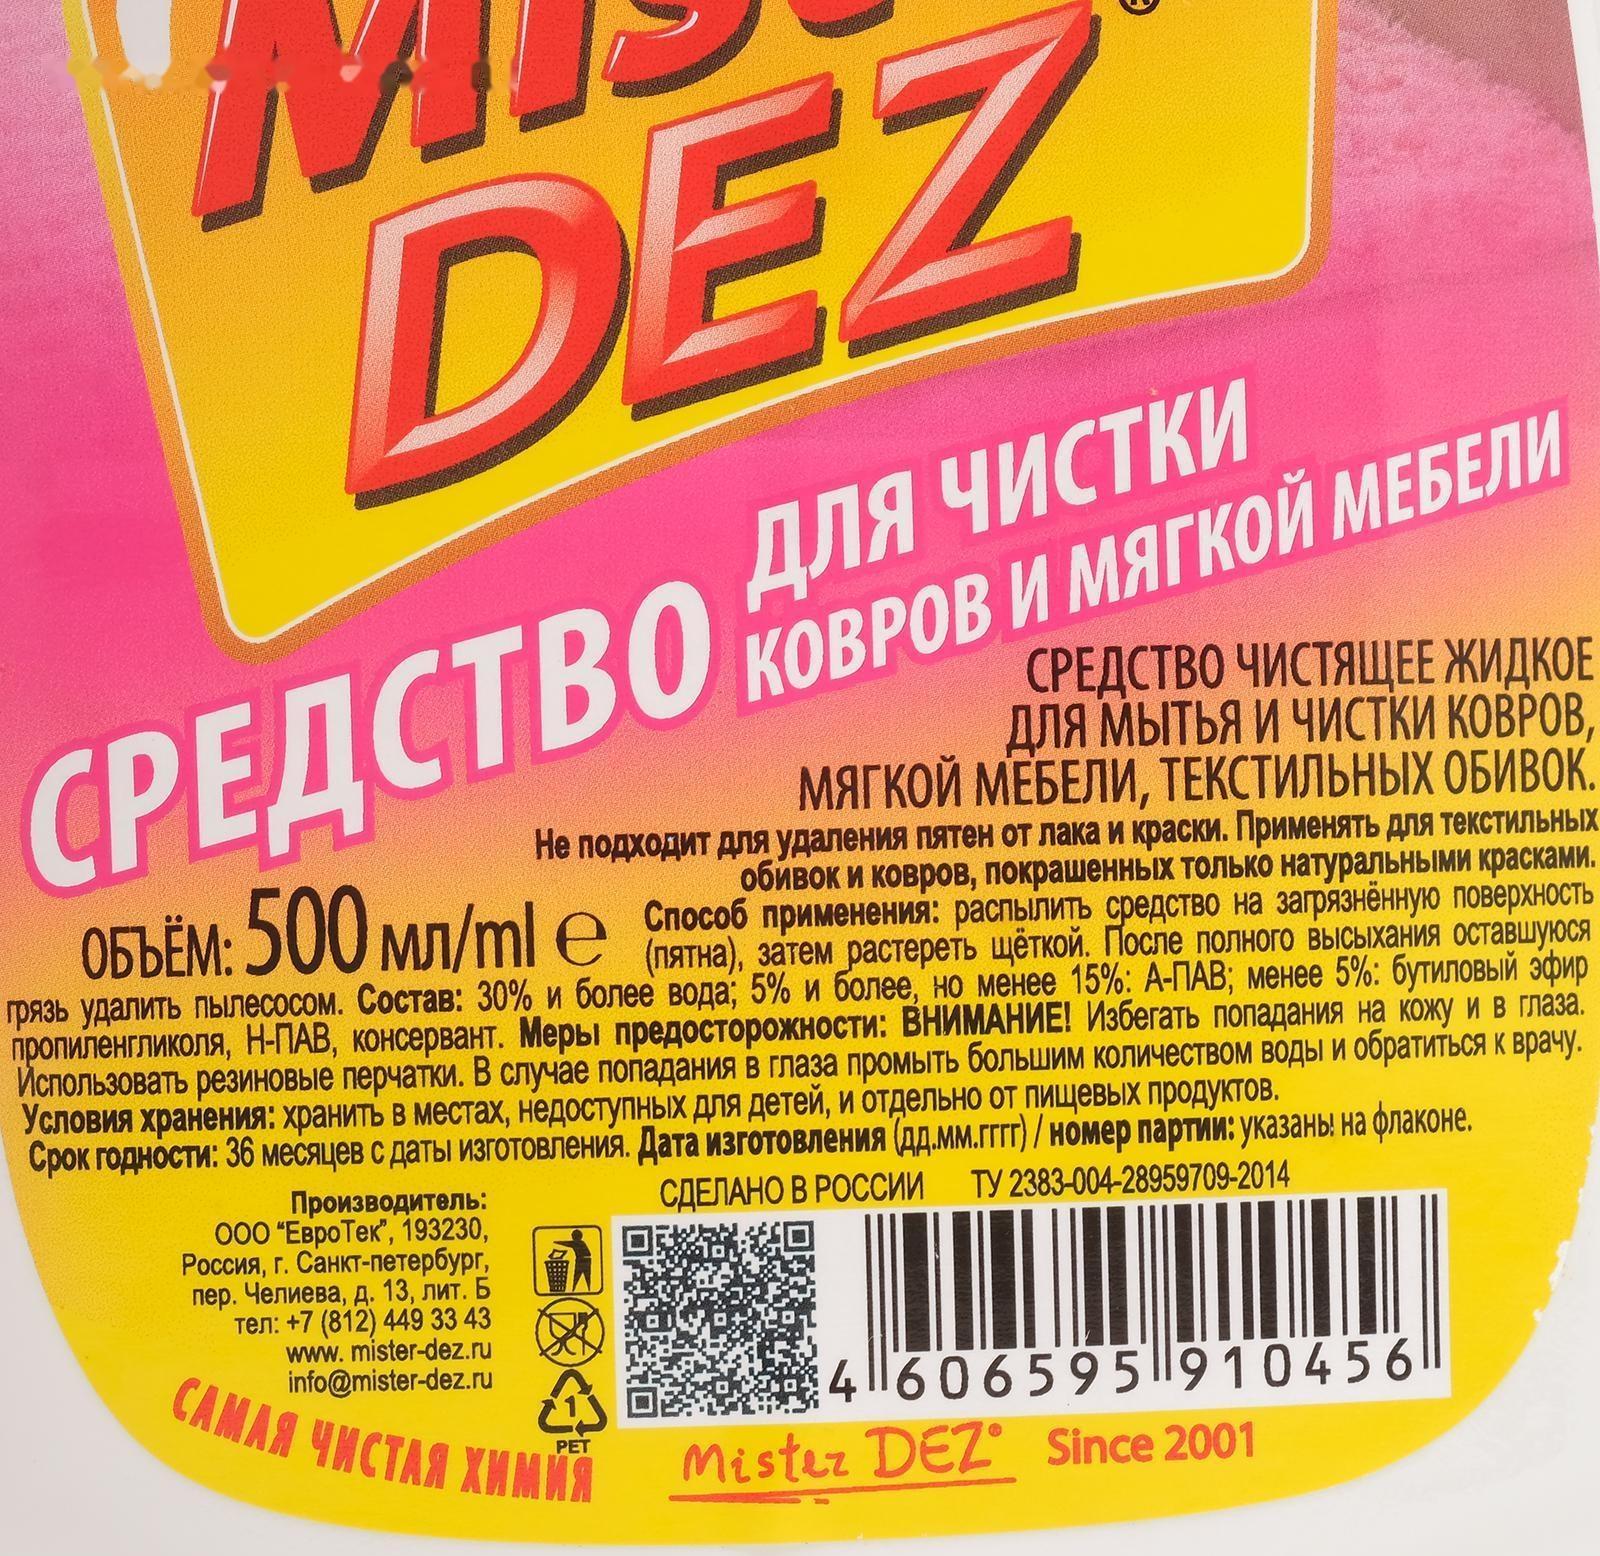 DEZ
СРЕДСТВО ДЛЯ ЧИСТКИ
КОВРОВ И МЯГКОЙ МЕБЕЛИ
СРЕДСТВО ЧИСТЯЩЕЕ ЖИДКОЕ
ДЛЯ МЫТЬЯ И ЧИСТКИ КОВРОВ,
МЯГКОЙ МЕБЕЛИ, ТЕКСТИЛЬНЫХ ОБИВОК.
Не подходит для удаления пятен от лака и краски. Применять для текстильных
обивок и ковров, покрашенных только натуральными красками.
ОБЪЁМ: 500 мл/ml e
Способ применения: распылить средство на загрязнённую поверхность
(пятна), затем растереть щёткой. После полного высыхания оставшуюся
грязь удалить пылесосом. Состав: 30% и более вода; 5% и более, но менее 15%: А-ПАВ; менее 5%: бутиловый эфир
пропиленгликоля, Н-ПАВ, консервант. Меры предосторожности: ВНИМАНИЕ! Избегать попадания на кожу и в глаза.
Использовать резиновые перчатки. В случае попадания в глаза промыть большим количеством воды и обратиться к врачу.
Условия хранения: хранить в местах, недоступных для детей, и отдельно от пищевых продуктов.
Срок годности: 36 месяцев с даты изготовления. Дата изготовления (дд.мм.гггг) / номер партии: указаны на флаконе.
СДЕЛАНО В РОССИИ ТУ 2383-004-28959709-2014
Производитель:
ООО "ЕвроТек", 193230,
Россия, г. Санкт-петербург,
пер. Челиева, д. 13, лит. Б
тел: +7 (812) 449 33 43
www. mister-dez.ru
info@mister-dez.ru
1
PET
4 606595 910456
САМАЯ ЧИСТАЯ ХИМИЯ
Mister DEZ® Since 2001